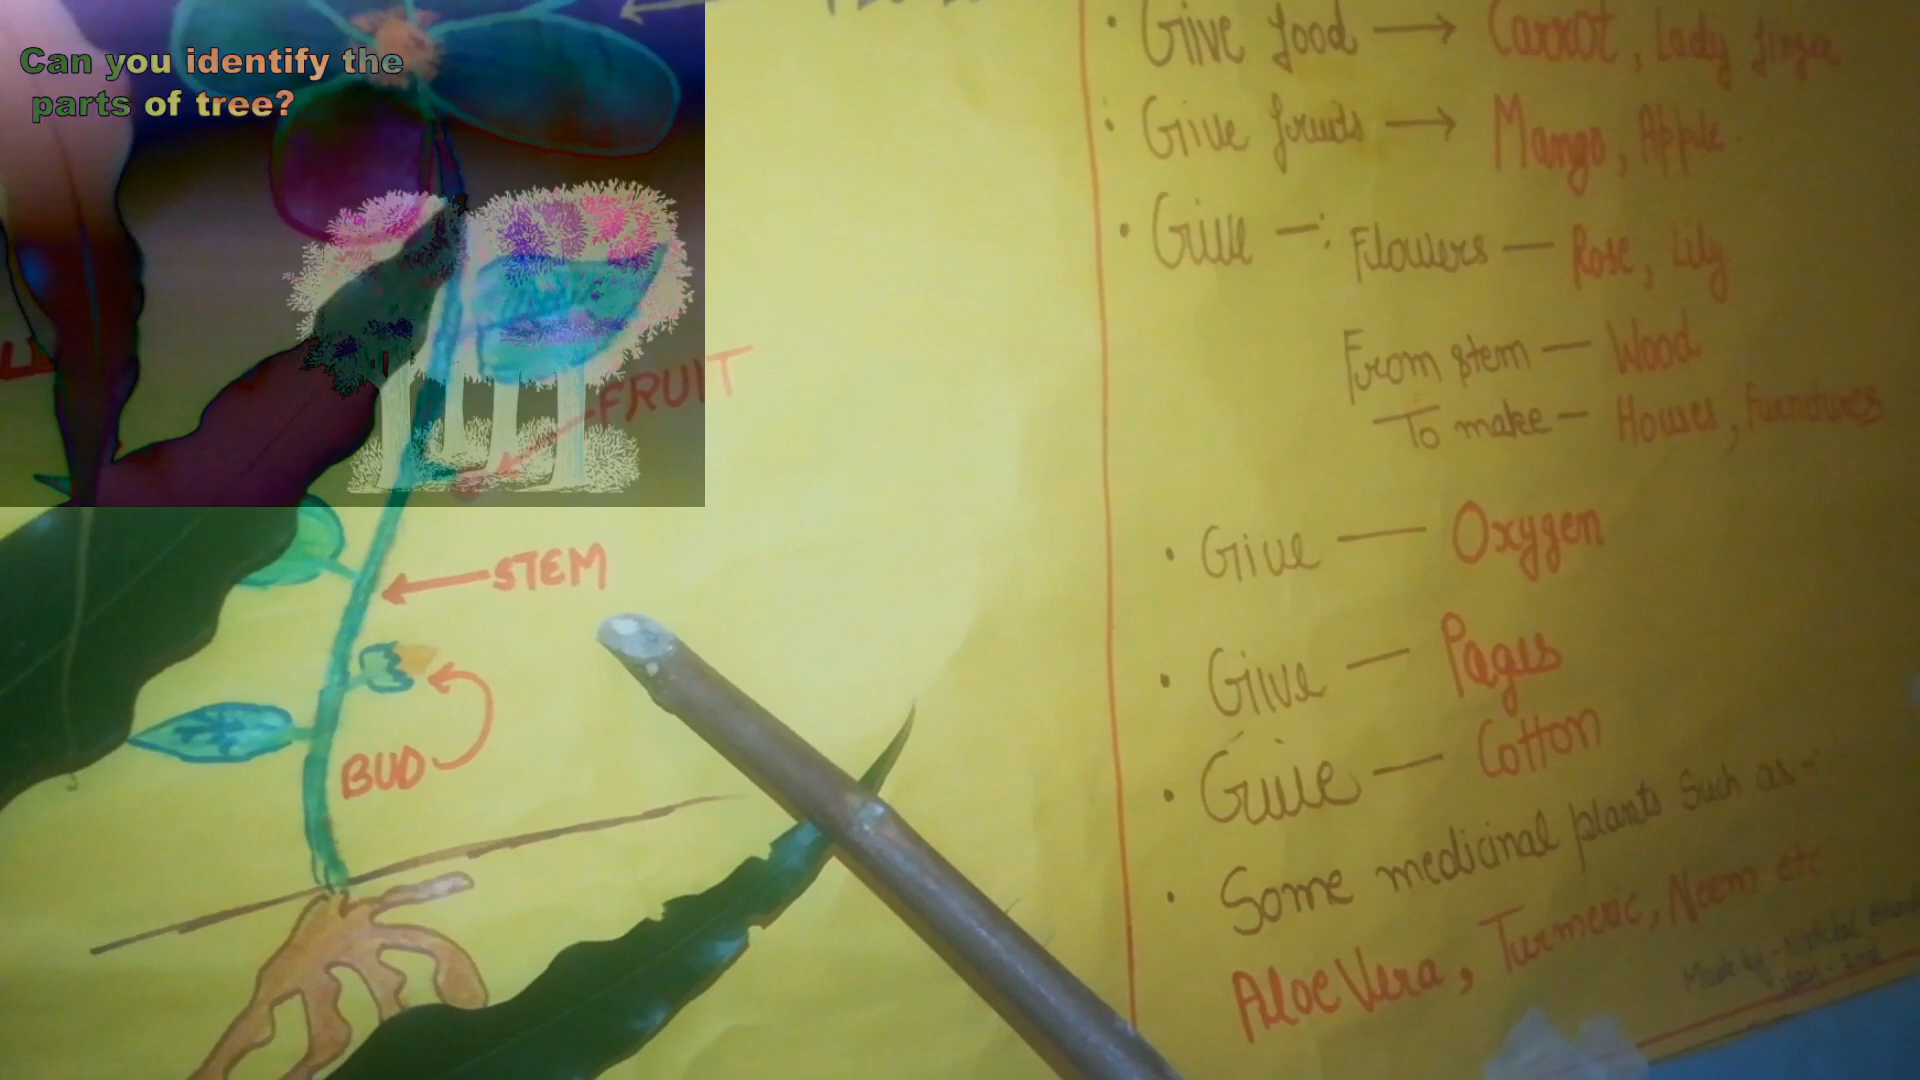 Can you identify the
parts of tree?
FRUIT
STEM
BUD
• Give food → Carrot, Lady finger
• Give fruits → Mango, Apple.
• Give -: Flowers - Rose, Lily
From stem - Wood
To make - Houses, Furnitures
• Give - Oxygen
• Give - Pages
• Give - Cotton
• Some medicinal plants such as -
Aloe Vera, Turmeric, Neem etc
Made by -